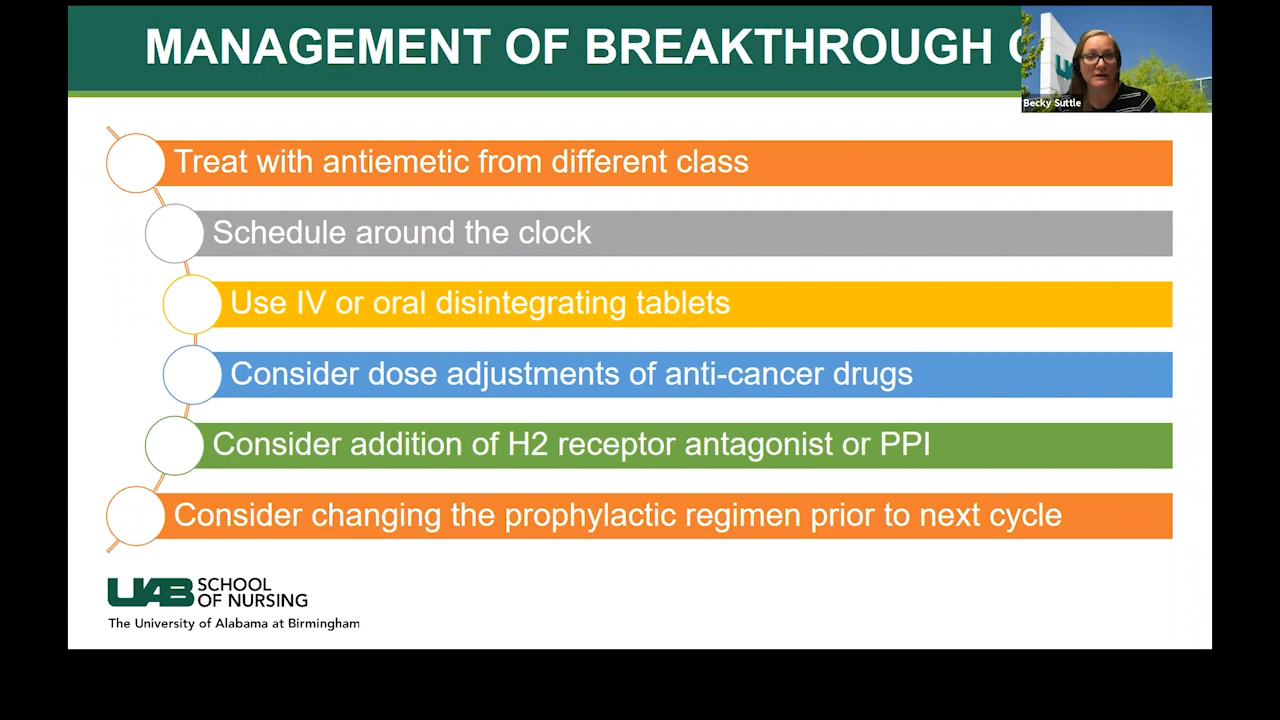 MANAGEMENT OF BREAKTHROUGH
Becky Suttle
Treat with antiemetic from different class
Schedule around the clock
Use IV or oral disintegrating tablets
Consider dose adjustments of anti-cancer drugs
Consider addition of H2 receptor antagonist or PPI
Consider changing the prophylactic regimen prior to next cycle
UAB SCHOOL
OF NURSING
The University of Alabama at Birmingham